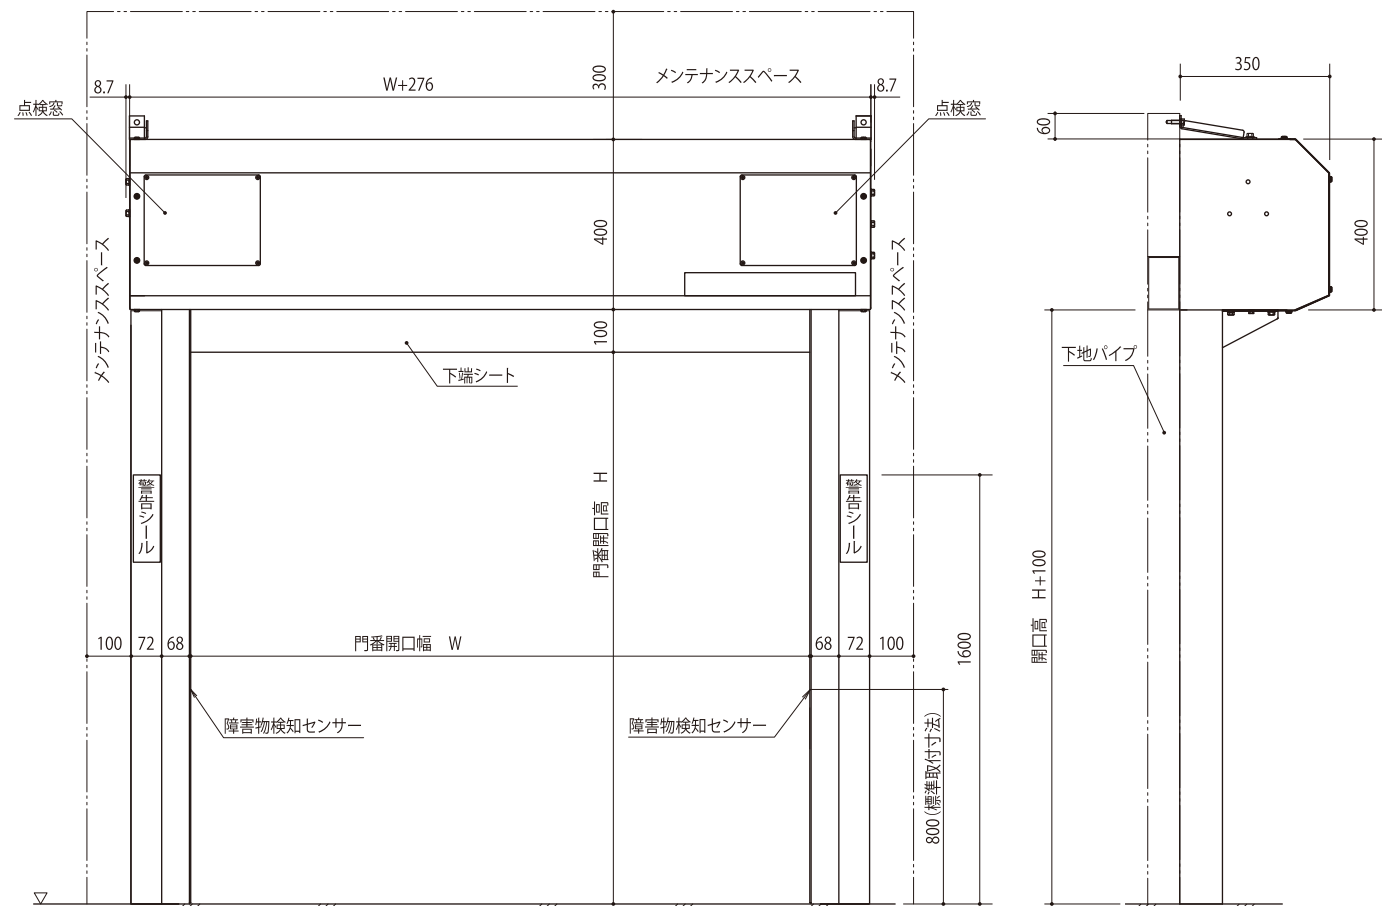 8.7
W+276
300
メンテナンススペース
8.7
点検窓
点検窓
メンテナンススペース
400
メンテナンススペース
100
下端シート
警告シール
警告シール
門番開口高 H
100
72
68
門番開口幅 W
68
72
100
1600
障害物検知センサー
障害物検知センサー
800(標準取付寸法)
350
60
400
下地パイプ
開口高 H+100